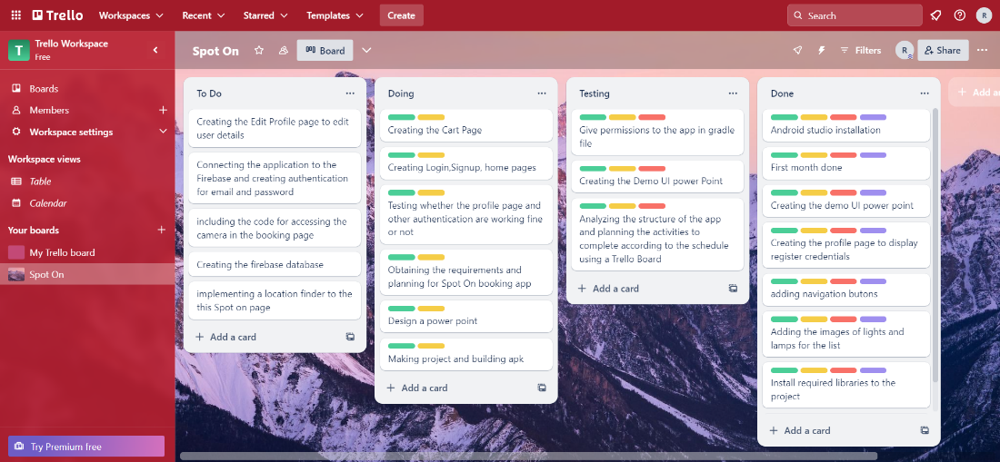 Trello
Workspaces
Recent
Starred
Templates
Create
Search
R
T
Trello Workspace
Free
Boards
Members
Workspace settings
Workspace views
Table
Calendar
Your boards
My Trello board
Spot On
Try Premium free
Spot On
Board
Filters
R
Share
To Do
Creating the Edit Profile page to edit
user details
Connecting the application to the
Firebase and creating authentication
for email and password
including the code for accessing the
camera in the booking page
Creating the firebase database
implementing a location finder to the
this Spot on page
Add a card
Doing
Creating the Cart Page
Creating Login,Signup, home pages
Testing whether the profile page and
other authentication are working fine
or not
Obtaining the requirements and
planning for Spot On booking app
Design a power point
Making project and building apk
Add a card
Testing
Give permissions to the app in gradle
file
Creating the Demo UI power Point
Analyzing the structure of the app
and planning the activities to
complete according to the schedule
using a Trello Board
Add a card
Done
Android studio installation
First month done
Creating the demo UI power point
Creating the profile page to display
register credentials
adding navigation butons
Adding the images of lights and
lamps for the list
Install required libraries to the
project
Add a card
Add a